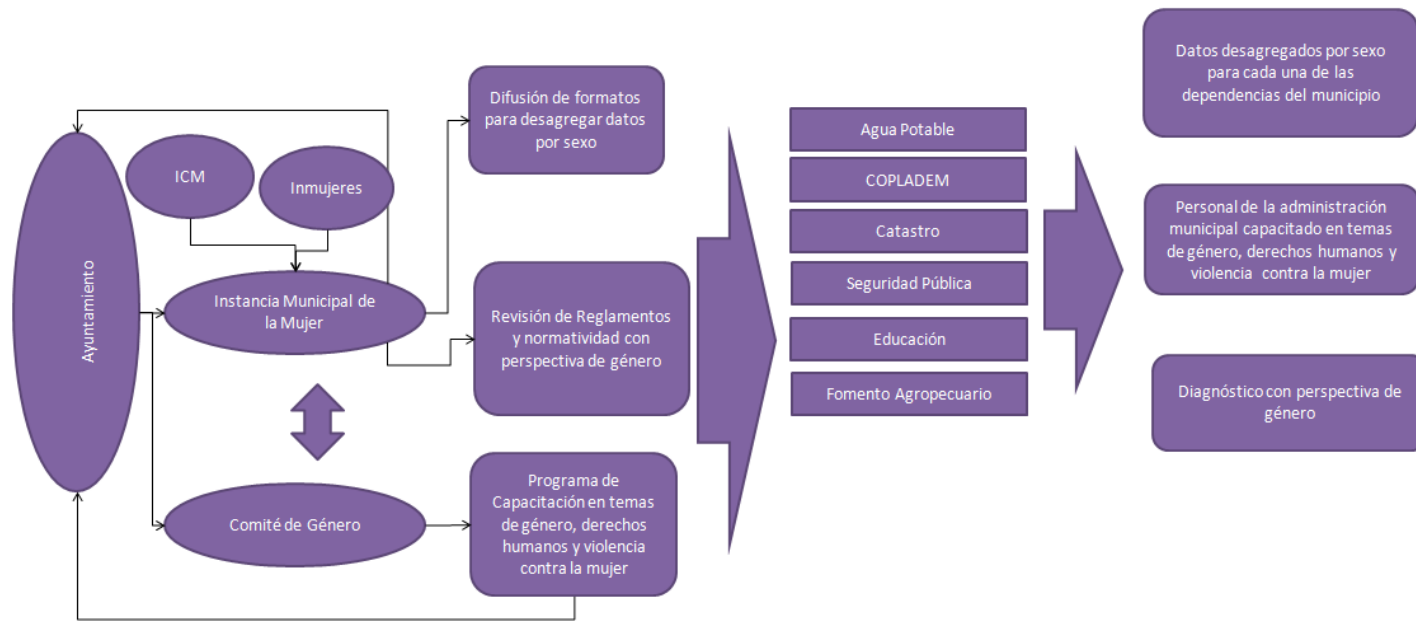 Ayuntamiento
ICM
Inmujeres
Instancia Municipal de
la Mujer
Comité de Género
Difusión de formatos
para desagregar datos
por sexo
Revisión de Reglamentos
y normatividad con
perspectiva de género
Programa de
Capacitación en temas
de género, derechos
humanos y violencia
contra la mujer
Agua Potable
COPLADEM
Catastro
Seguridad Pública
Educación
Fomento Agropecuario
Datos desagregados por sexo
para cada una de las
dependencias del municipio
Personal de la administración
municipal capacitado en temas
de género, derechos humanos y
violencia contra la mujer
Diagnóstico con perspectiva de
género